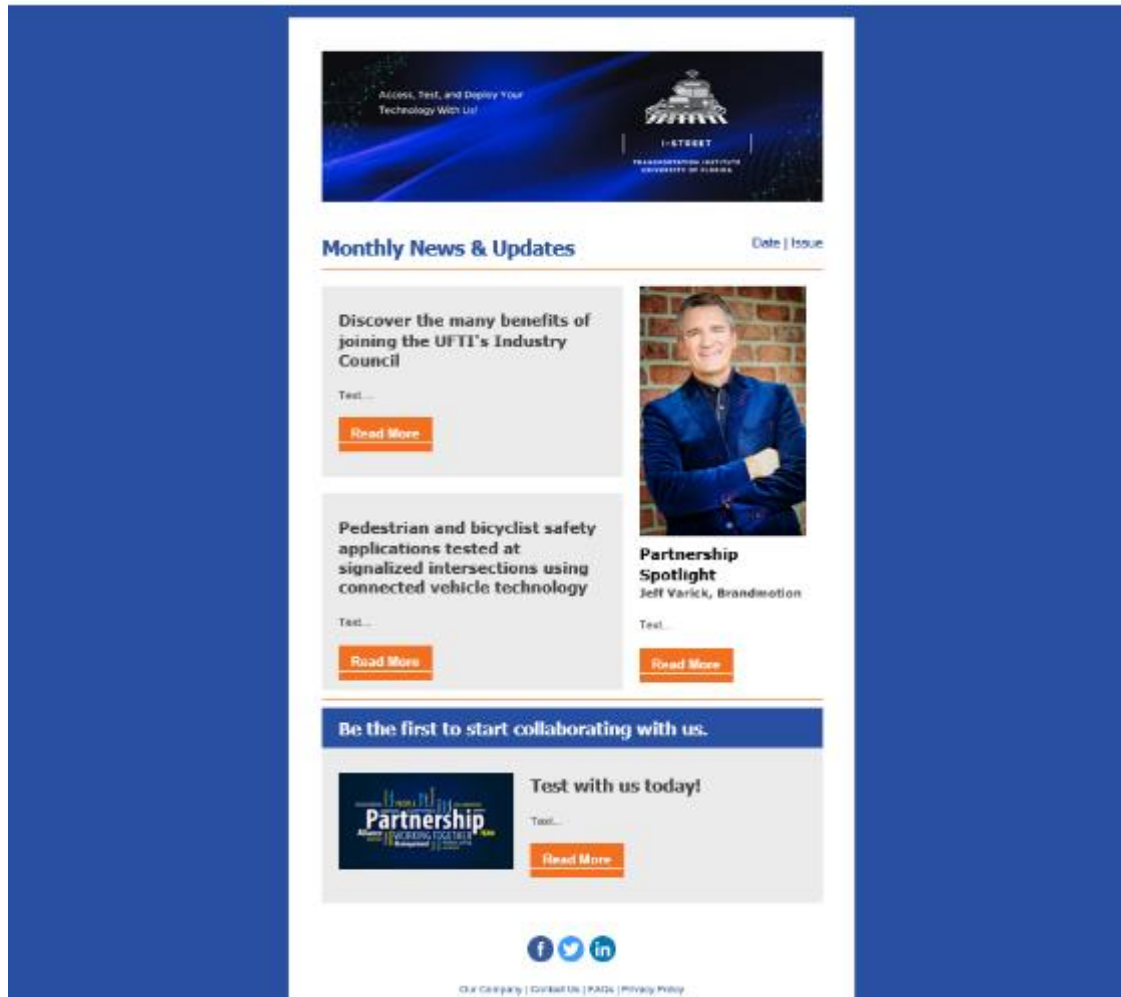 Access, Test, and Deploy Your
Technology With Us!
I-STREET
TRANSPORTATION INSTITUTE
UNIVERSITY OF FLORIDA
Monthly News & Updates
Date | Issue
Discover the many benefits of
joining the UFTI's Industry
Council
Text...
Read More
Pedestrian and bicyclist safety
applications tested at
signalized intersections using
connected vehicle technology
Text...
Read More
Partnership
Spotlight
Jeff Varick, Brandmotion
Text...
Read More
Be the first to start collaborating with us.
PEOPLE
Partnership
Alliance WORKING TOGETHER TEAM
Management
Test with us today!
Text...
Read More
Our Company | Contact Us | FAQs | Privacy Policy